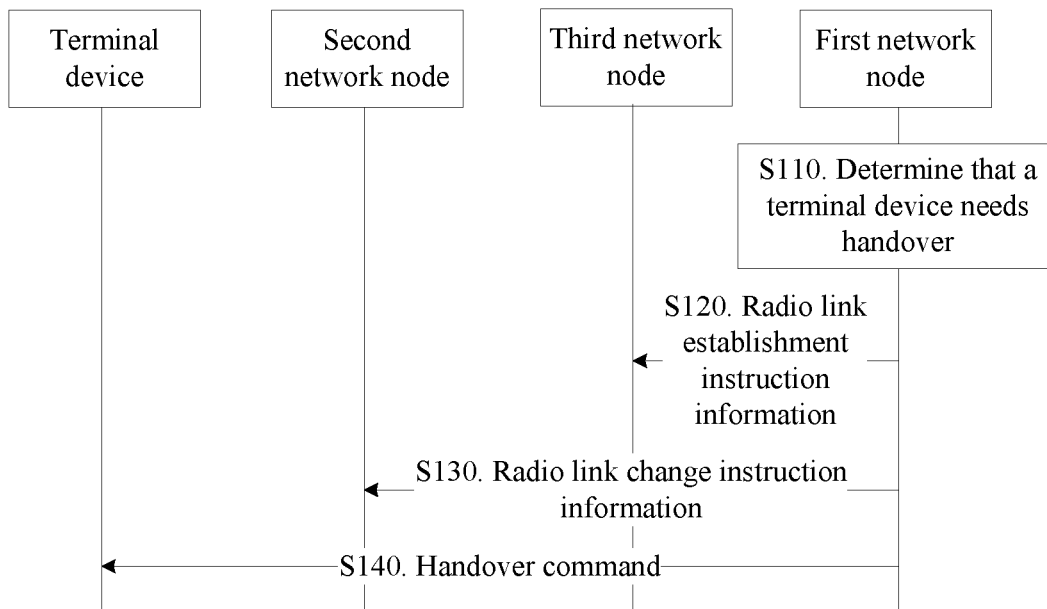 Terminal
device
Second
network node
Third network
node
First network
node
S110. Determine that a
terminal device needs
handover
S120. Radio link
establishment
instruction
information
S130. Radio link change instruction
information
S140. Handover command